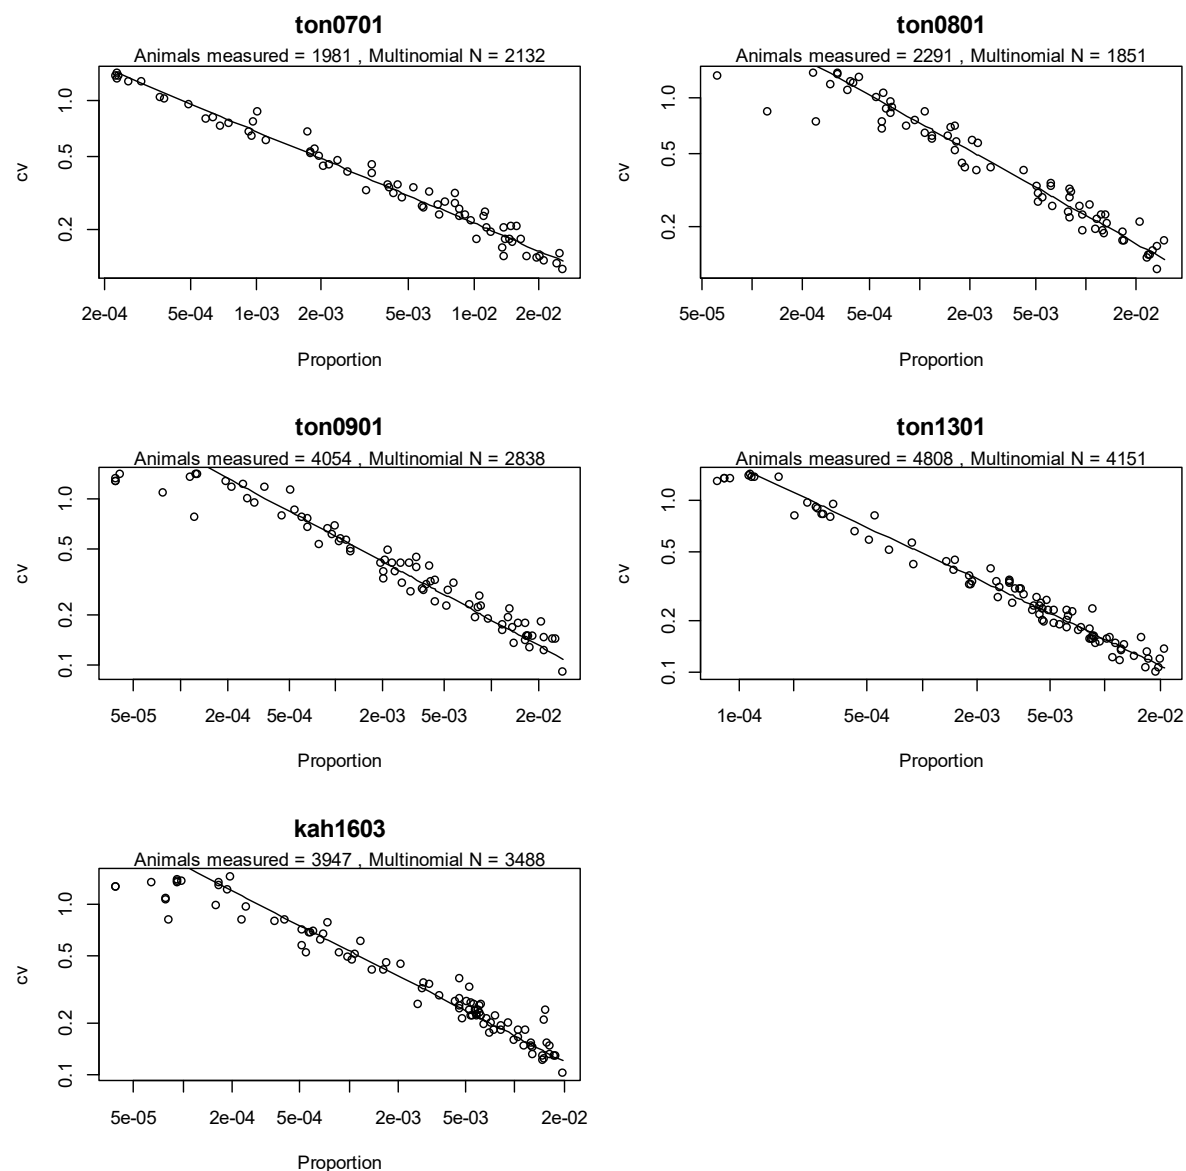 ton0701
Animals measured = 1981 , Multinomial N = 2132
cv
1.0
0.5
0.2
2e-04 5e-04 1e-03 2e-03 5e-03 1e-02 2e-02
Proportion
ton0801
Animals measured = 2291 , Multinomial N = 1851
cv
1.0
0.5
0.2
5e-05 2e-04 5e-04 2e-03 5e-03 2e-02
Proportion
ton0901
Animals measured = 4054 , Multinomial N = 2838
cv
1.0
0.5
0.2
0.1
5e-05 2e-04 5e-04 2e-03 5e-03 2e-02
Proportion
ton1301
Animals measured = 4808 , Multinomial N = 4151
cv
1.0
0.5
0.2
0.1
1e-04 5e-04 2e-03 5e-03 2e-02
Proportion
kah1603
Animals measured = 3947 , Multinomial N = 3488
cv
1.0
0.5
0.2
0.1
5e-05 2e-04 5e-04 2e-03 5e-03 2e-02
Proportion